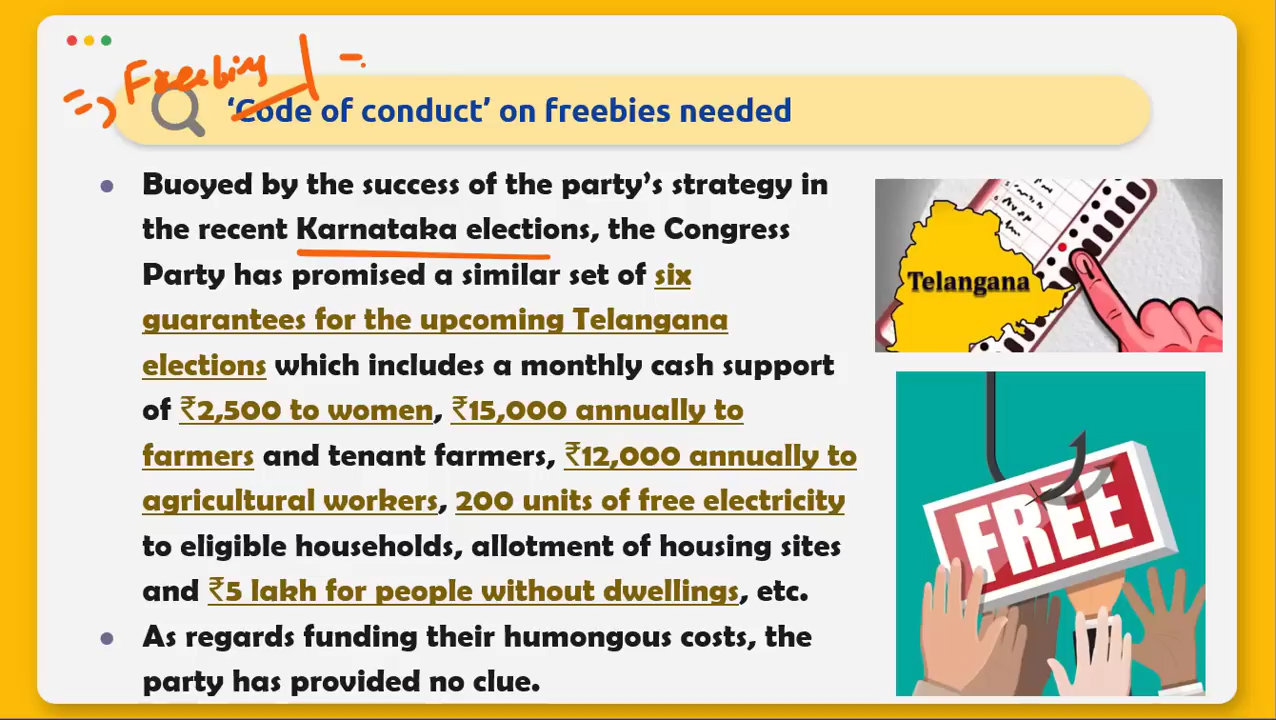 => Freebies
'Code of conduct' on freebies needed
Buoyed by the success of the party's strategy in
the recent Karnataka elections, the Congress
Party has promised a similar set of six
guarantees for the upcoming Telangana
elections which includes a monthly cash support
of ₹2,500 to women, ₹15,000 annually to
farmers and tenant farmers, ₹12,000 annually to
agricultural workers, 200 units of free electricity
to eligible households, allotment of housing sites
and ₹5 lakh for people without dwellings, etc.
As regards funding their humongous costs, the
party has provided no clue.
Telangana
FREE